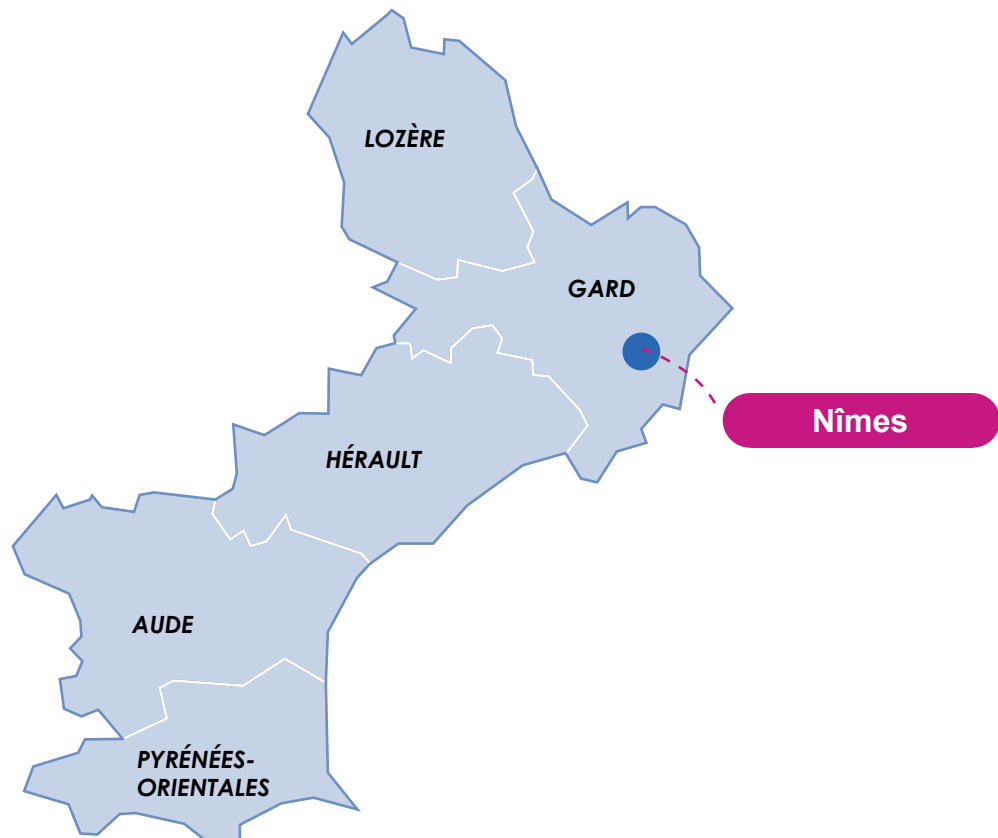 LOZÈRE
GARD
Nîmes
HÉRAULT
AUDE
PYRÉNÉES-
ORIENTALES